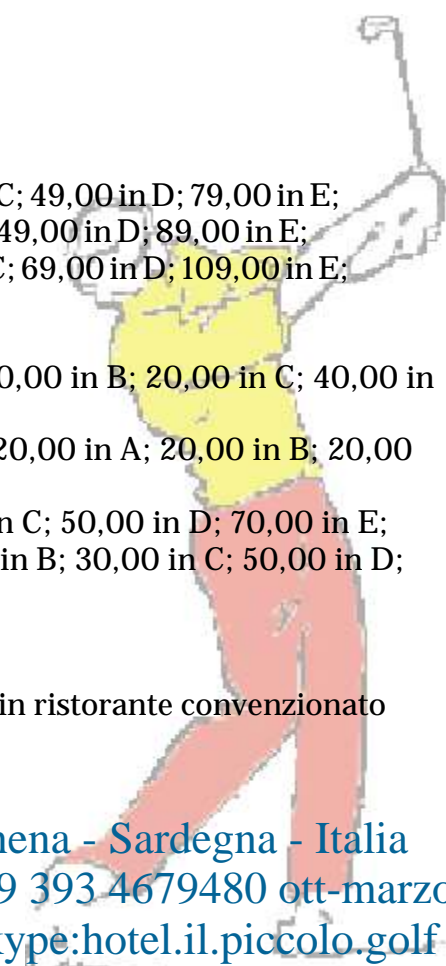 C; 49,00 in D; 79,00 in E;
49,00 in D; 89,00 in E;
C; 69,00 in D; 109,00 in E;
0,00 in B; 20,00 in C; 40,00 in
20,00 in A; 20,00 in B; 20,00
n C; 50,00 in D; 70,00 in E;
in B; 30,00 in C; 50,00 in D;
in ristorante convenzionato
nena - Sardegna - Italia
9 393 4679480 ott-marzo
kype:hotel.il.piccolo.golf